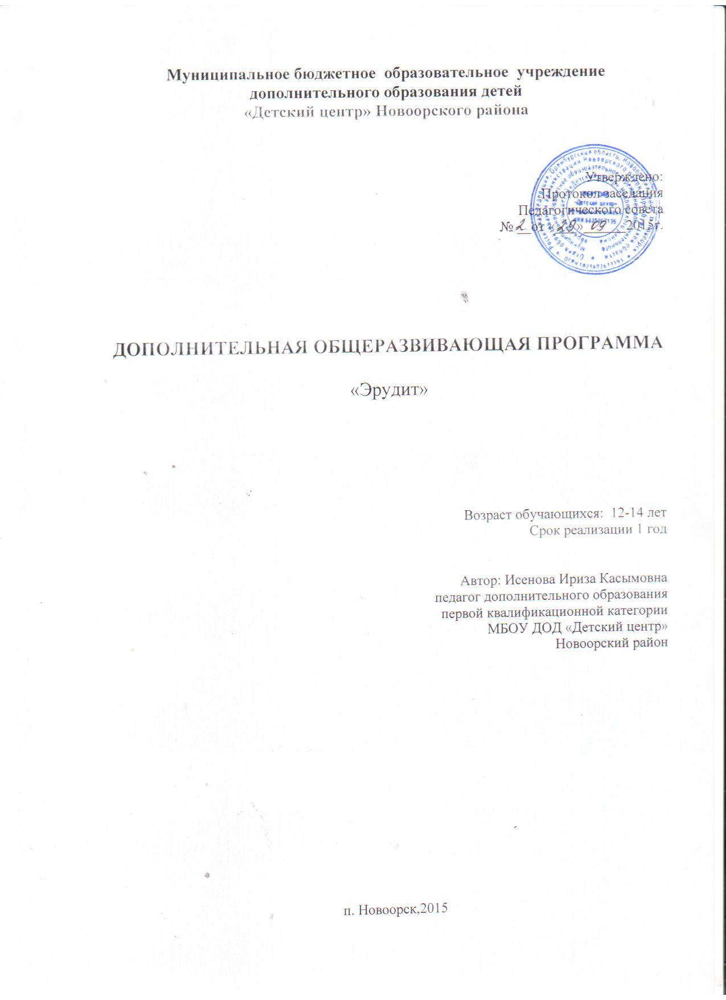 Муниципальное бюджетное образовательное учреждение
дополнительного образования детей
«Детский центр» Новоорского района
Утверждено:
Протокол заседания
Педагогического совета
№ 2 от «29» 09 2015г.
ДОПОЛНИТЕЛЬНАЯ ОБЩЕРАЗВИВАЮЩАЯ ПРОГРАММА
«Эрудит»
Возраст обучающихся: 12-14 лет
Срок реализации 1 год
Автор: Исенова Ириза Касымовна
педагог дополнительного образования
первой квалификационной категории
МБОУ ДОД «Детский центр»
Новоорский район
п. Новоорск,2015